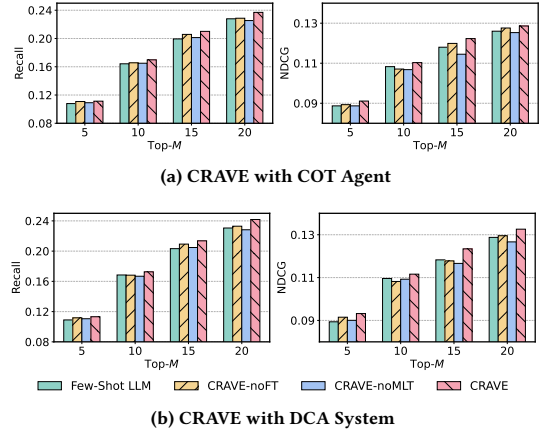 Recall
0.24
0.20
0.16
0.12
0.08
5 10 15 20
Top-M
NDCG
0.13
0.11
0.09
5 10 15 20
Top-M
(a) CRAVE with COT Agent
Recall
0.24
0.20
0.16
0.12
0.08
5 10 15 20
Top-M
NDCG
0.13
0.11
0.09
5 10 15 20
Top-M
Few-Shot LLM CRAVE-noFT CRAVE-noMLT CRAVE
(b) CRAVE with DCA System